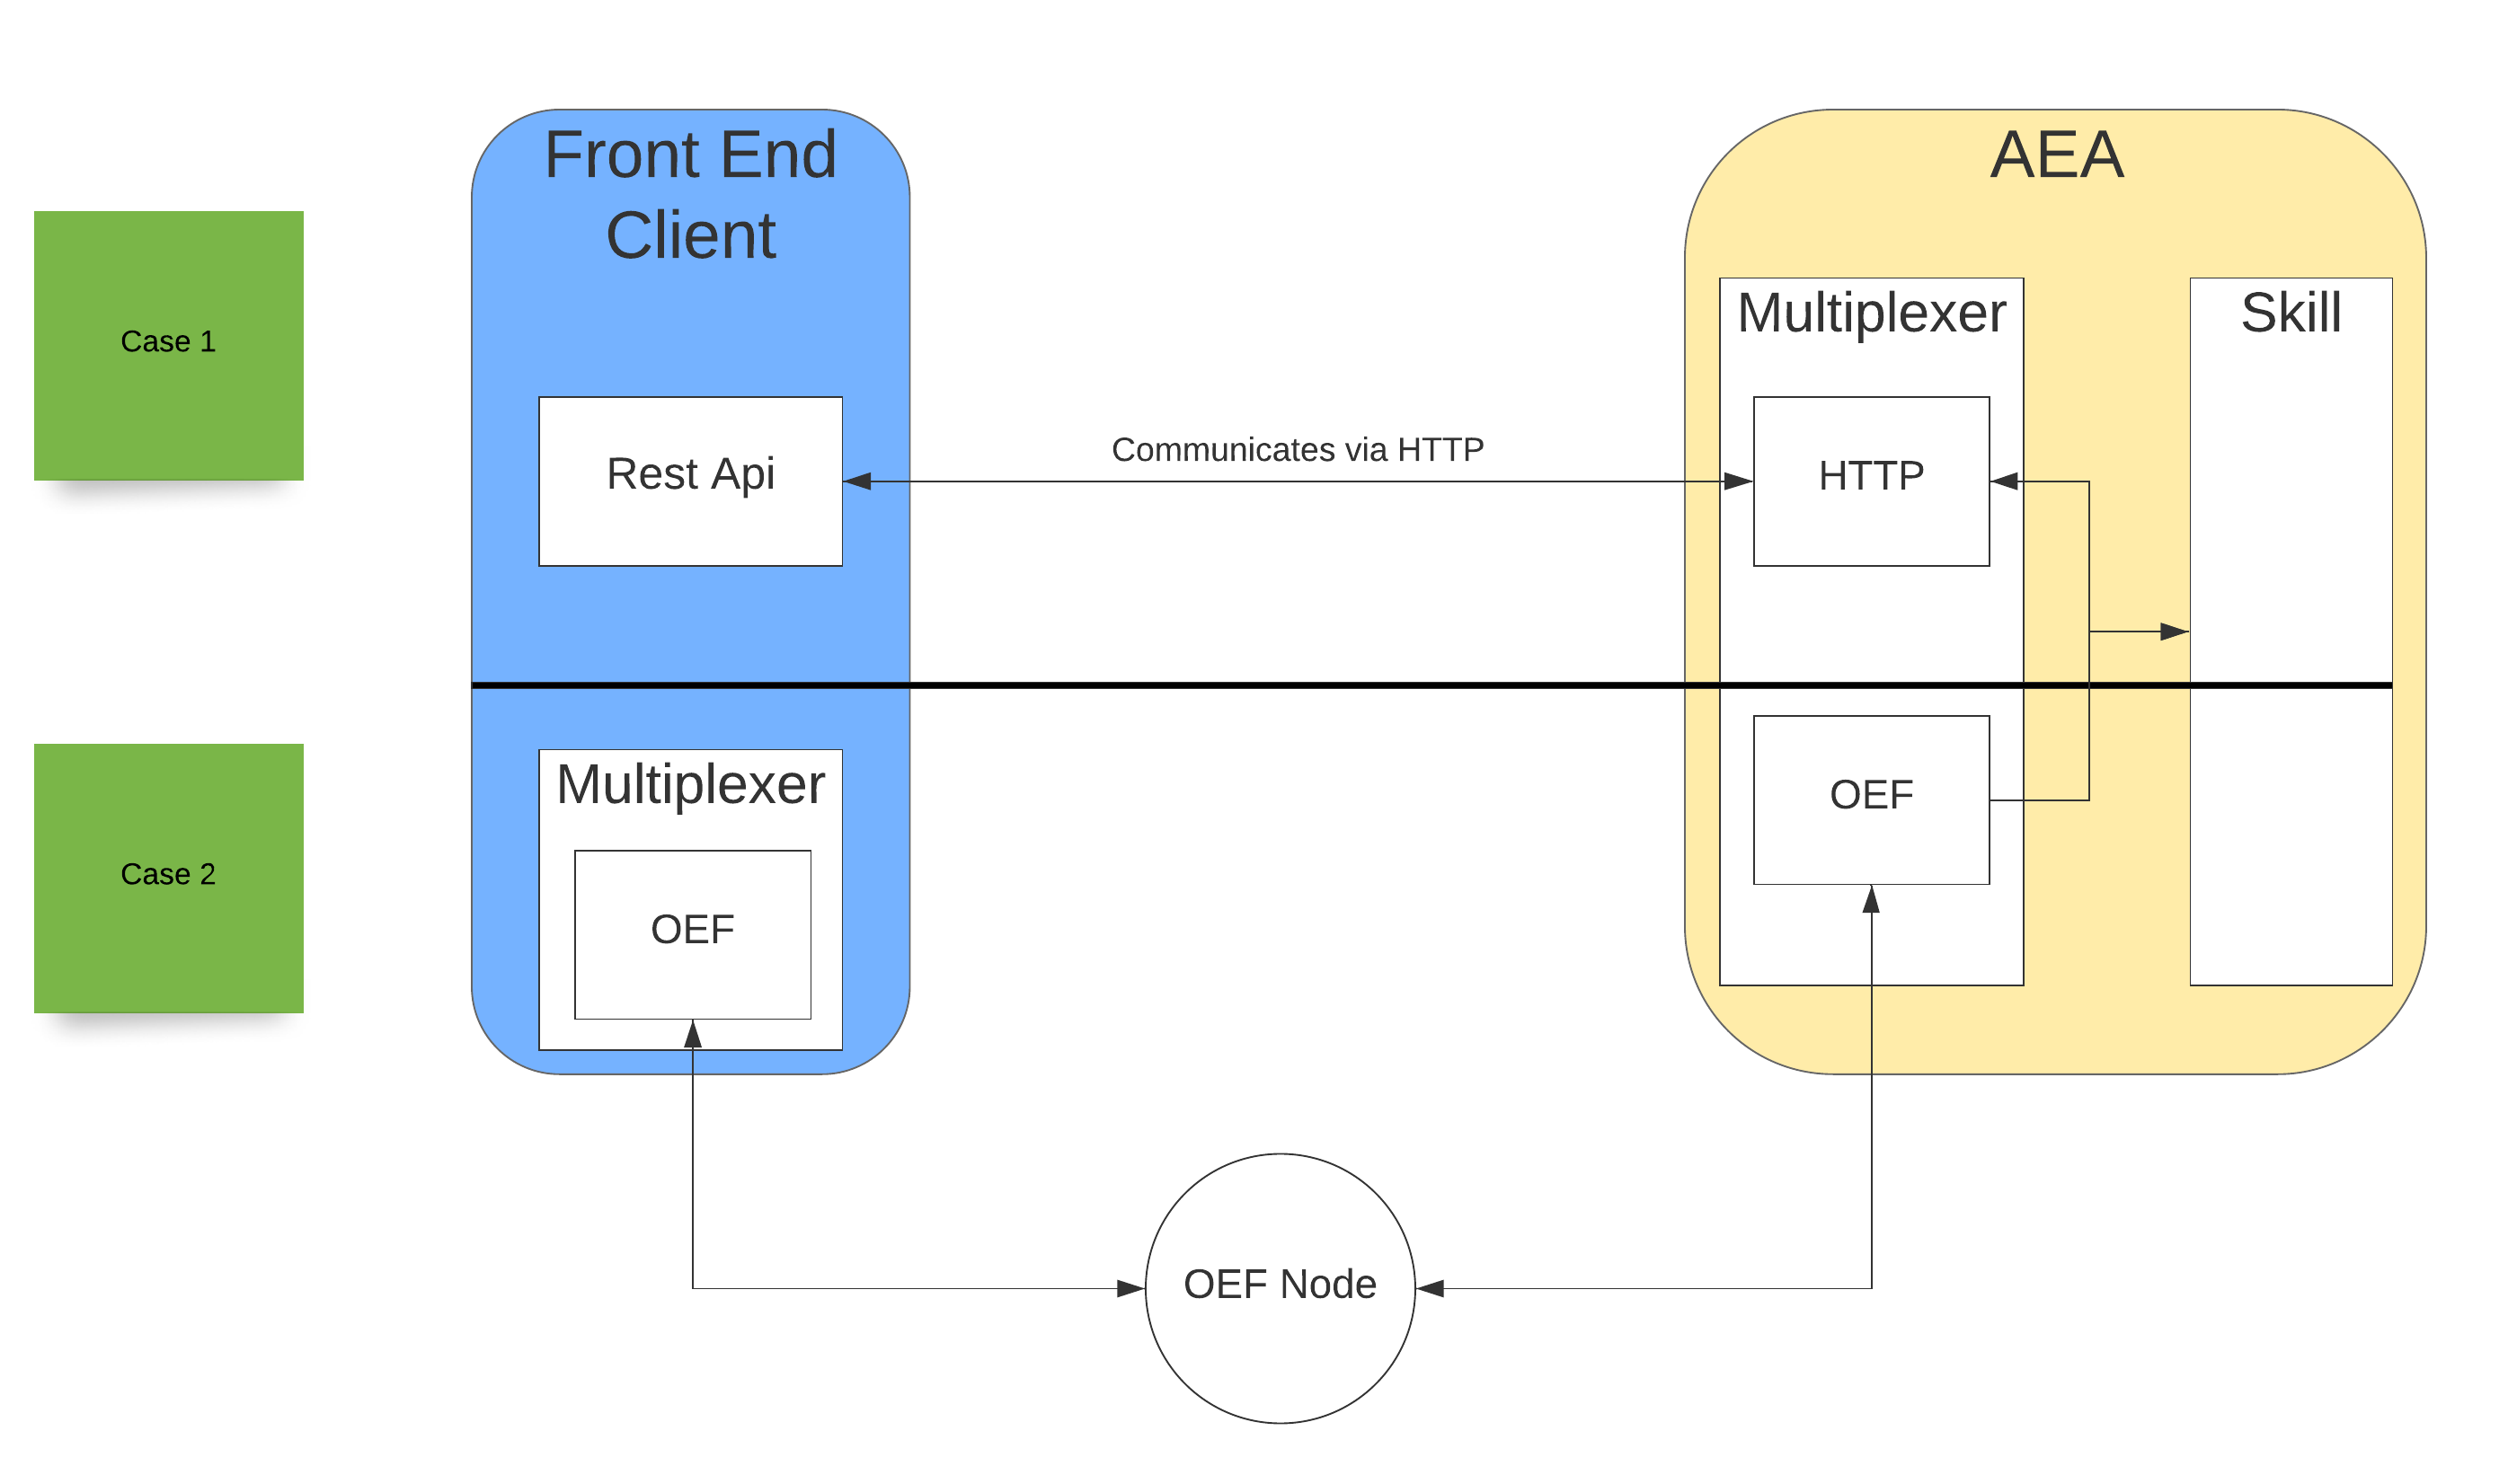 Front End
Client
AEA
Case 1
Multiplexer
Skill
Rest Api
Communicates via HTTP
HTTP
Case 2
Multiplexer
OEF
OEF
OEF Node